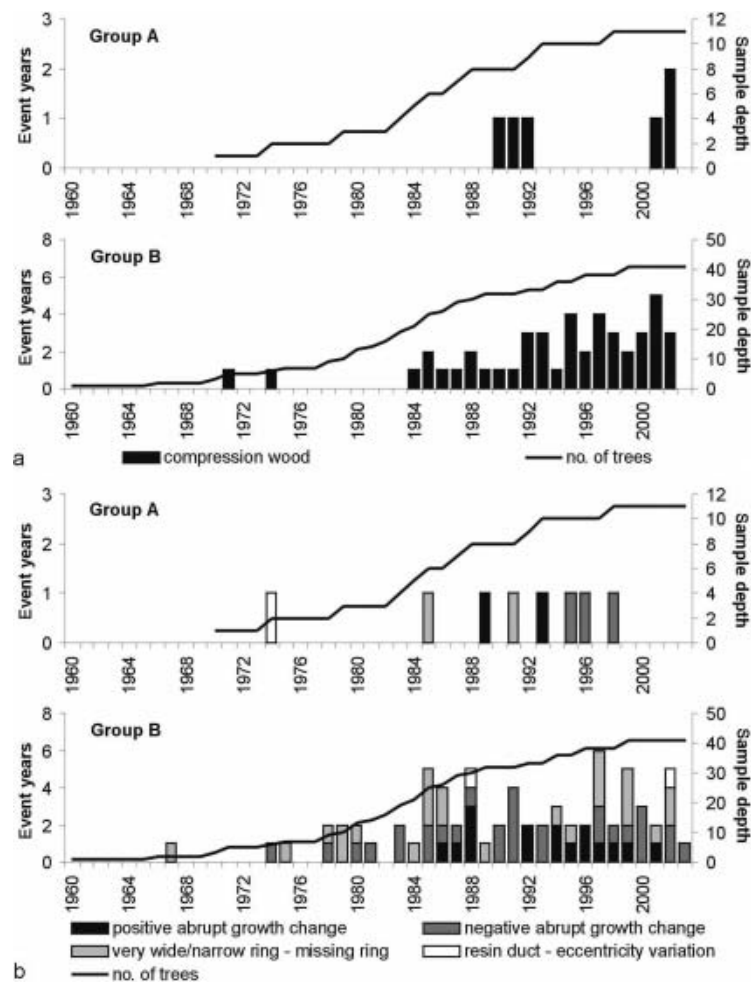 3 12
Group A
10
2 8
6
1 4
2
0 0
Event years
Sample depth
1960 1964 1968 1972 1976 1980 1984 1988 1992 1996 2000
8 50
Group B
6 40
30
4
20
2 10
0 0
Event years
Sample depth
1960 1964 1968 1972 1976 1980 1984 1988 1992 1996 2000
a
compression wood no. of trees
3 12
Group A
10
2 8
6
1 4
2
0 0
Event years
Sample depth
1960 1964 1968 1972 1976 1980 1984 1988 1992 1996 2000
8 50
Group B
6 40
30
4
20
2 10
0 0
Event years
Sample depth
1960 1964 1968 1972 1976 1980 1984 1988 1992 1996 2000
positive abrupt growth change negative abrupt growth change
very wide/narrow ring - missing ring resin duct - eccentricity variation
b no. of trees